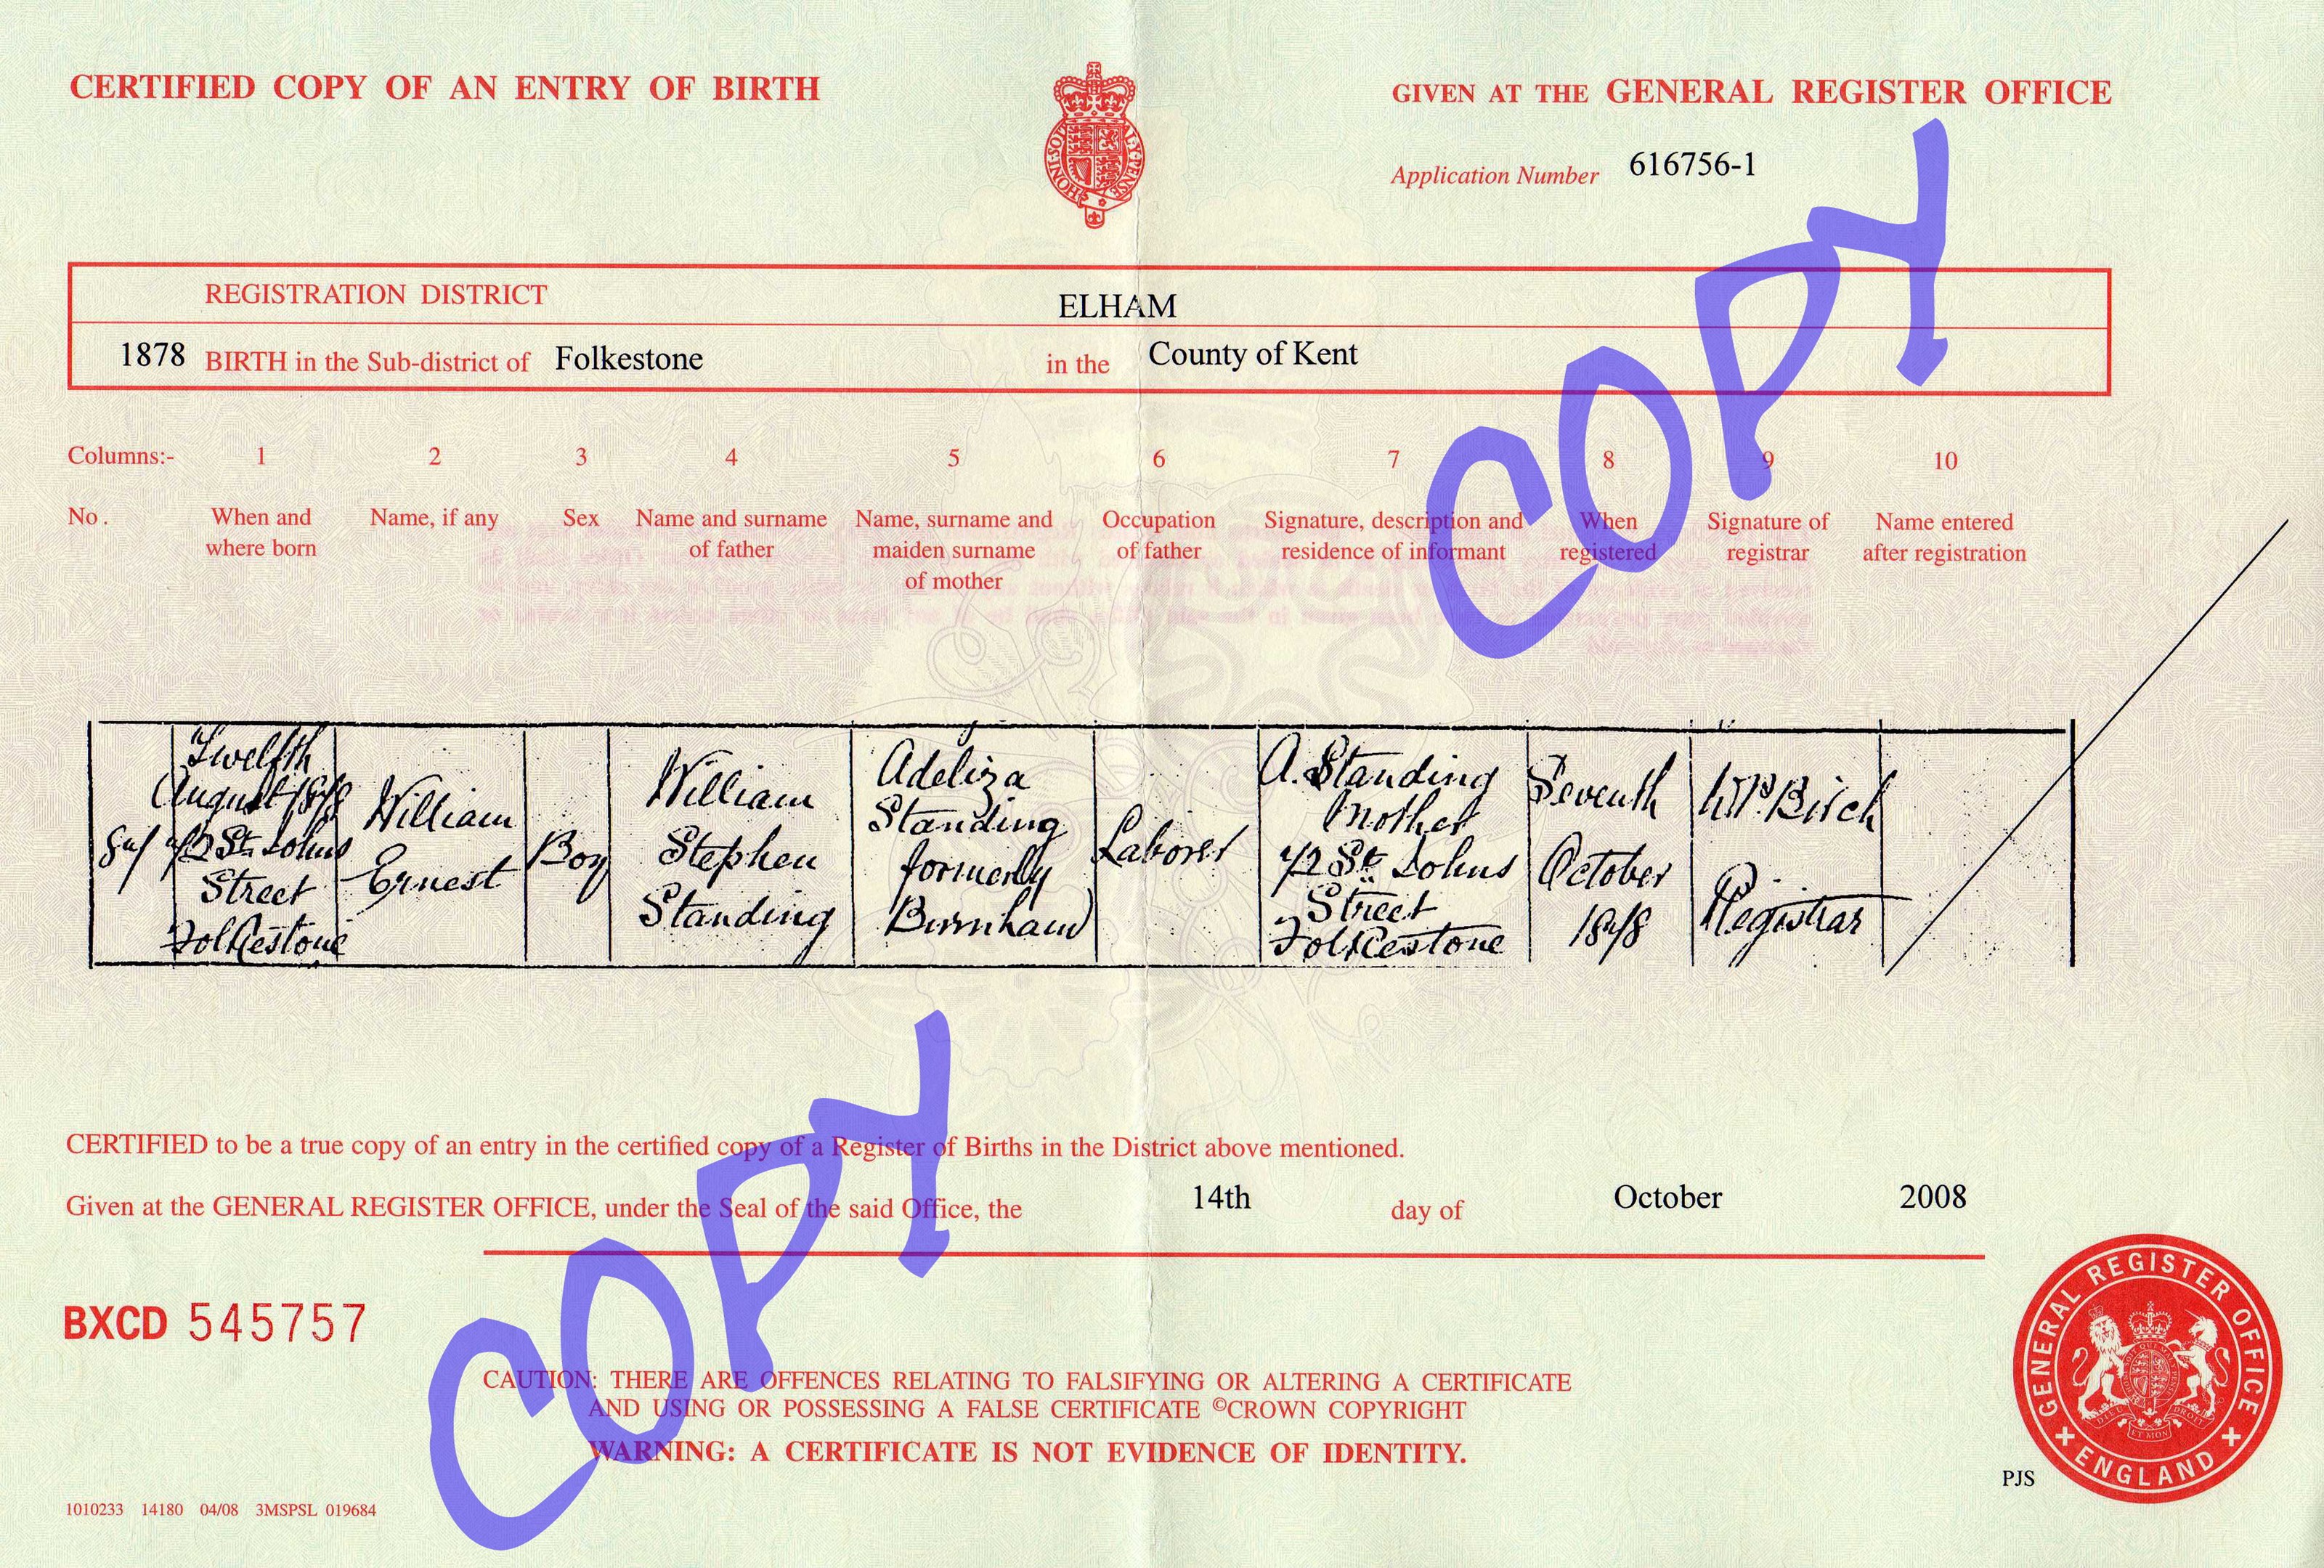 CERTIFIED COPY OF AN ENTRY OF BIRTH
GIVEN AT THE GENERAL REGISTER OFFICE
HONI·SOIT
Application Number 616756-1
REGISTRATION DISTRICT ELHAM
1878 BIRTH in the Sub-district of Folkestone in the County of Kent
Columns:- 1 2 3 4 5 6 7 8 9 10
No. When and where born
Name, if any
Sex
Name and surname of father
Name, surname and maiden surname of mother
Occupation of father
Signature, description and residence of informant
When registered
Signature of registrar
Name entered after registration
Twelfth
August 1878
St. Johns
Street
Folkestone
William
Ernest
Boy
William
Stephen
Standing
Adeliza
Standing
formerly
Burnham
Laborer
A. Standing
Mother
72 St. Johns
Street
Folkestone
Seventh
October
1878
Birch
Registrar
CERTIFIED to be a true copy of an entry in the certified copy of a Register of Births in the District above mentioned.
Given at the GENERAL REGISTER OFFICE, under the Seal of the said Office, the 14th day of October 2008
BXCD 545757
CAUTION: THERE ARE OFFENCES RELATING TO FALSIFYING OR ALTERING A CERTIFICATE
AND USING OR POSSESSING A FALSE CERTIFICATE ©CROWN COPYRIGHT
WARNING: A CERTIFICATE IS NOT EVIDENCE OF IDENTITY.
1010233 14180 04/08 3MSPSL 019684
PJS
GENERAL REGISTER OFFICE
ENGLAND
COPY
COPY